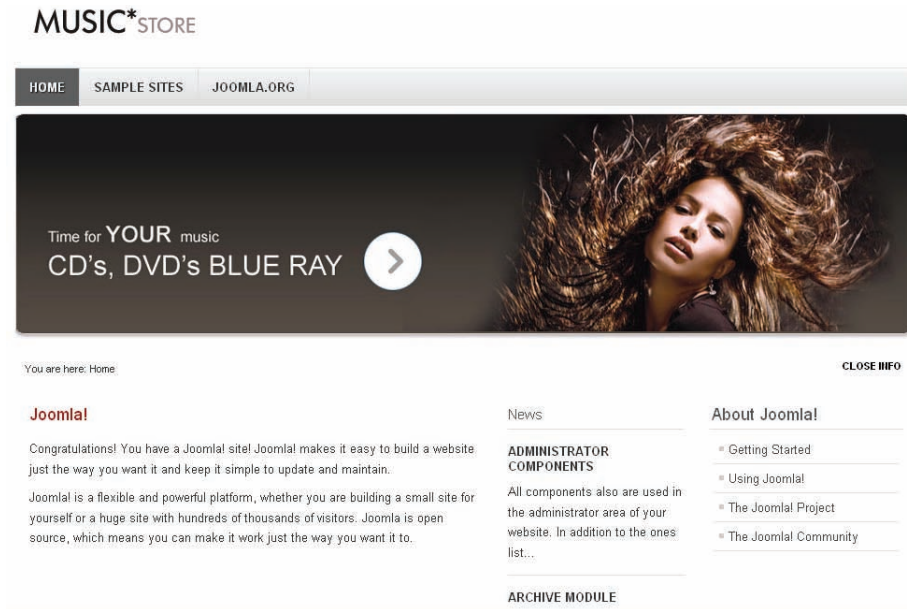 MUSIC*STORE
HOME SAMPLE SITES JOOMLA.ORG
Time for YOUR music
CD's, DVD's BLUE RAY
You are here: Home
CLOSE INFO
Joomla!
Congratulations! You have a Joomla! site! Joomla! makes it easy to build a website
just the way you want it and keep it simple to update and maintain.
Joomla! is a flexible and powerful platform, whether you are building a small site for
yourself or a huge site with hundreds of thousands of visitors. Joomla is open
source, which means you can make it work just the way you want it to.
News
ADMINISTRATOR
COMPONENTS
All components also are used in
the administrator area of your
website. In addition to the ones
list...
ARCHIVE MODULE
About Joomla!
Getting Started
Using Joomla!
The Joomla! Project
The Joomla! Community